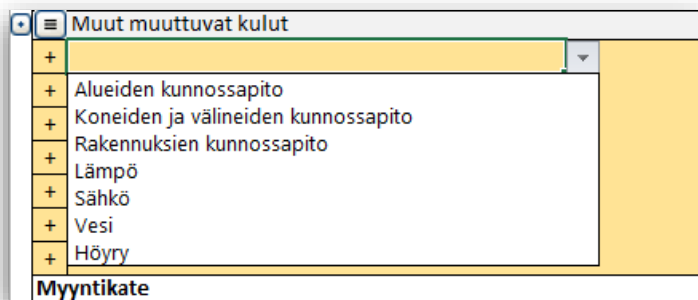 ≡ Muut muuttuvat kulut
+
+ Alueiden kunnossapito
+ Koneiden ja välineiden kunnossapito
+ Rakennuksien kunnossapito
Lämpö
+ Sähkö
+ Vesi
+ Höyry
Myyntikate